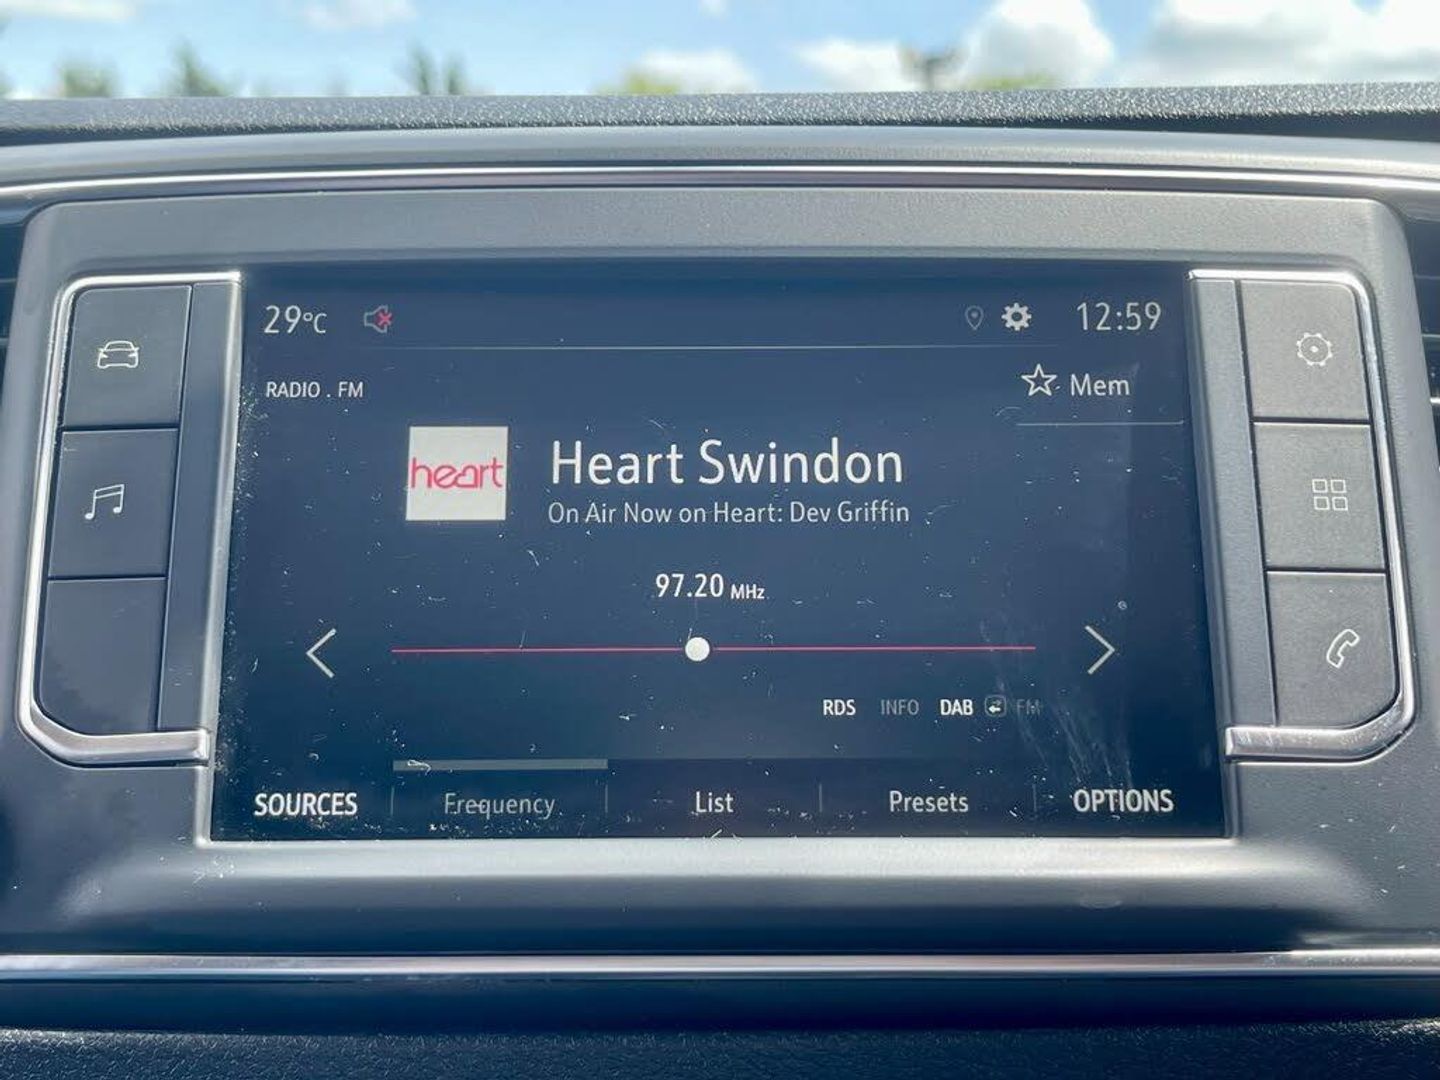 29°C
12:59
RADIO . FM
Mem
heart
Heart Swindon
On Air Now on Heart: Dev Griffin
97.20 MHz
RDS INFO DAB FM
SOURCES Frequency List Presets OPTIONS